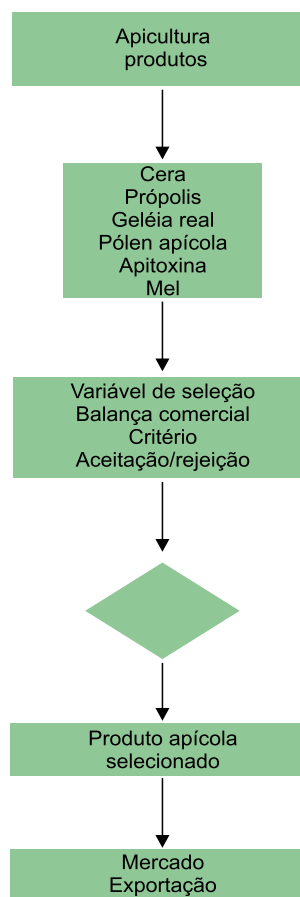 Apicultura
produtos
Cera
Própolis
Geléia real
Pólen apícola
Apitoxina
Mel
Variável de seleção
Balança comercial
Critério
Aceitação/rejeição
Produto apícola
selecionado
Mercado
Exportação